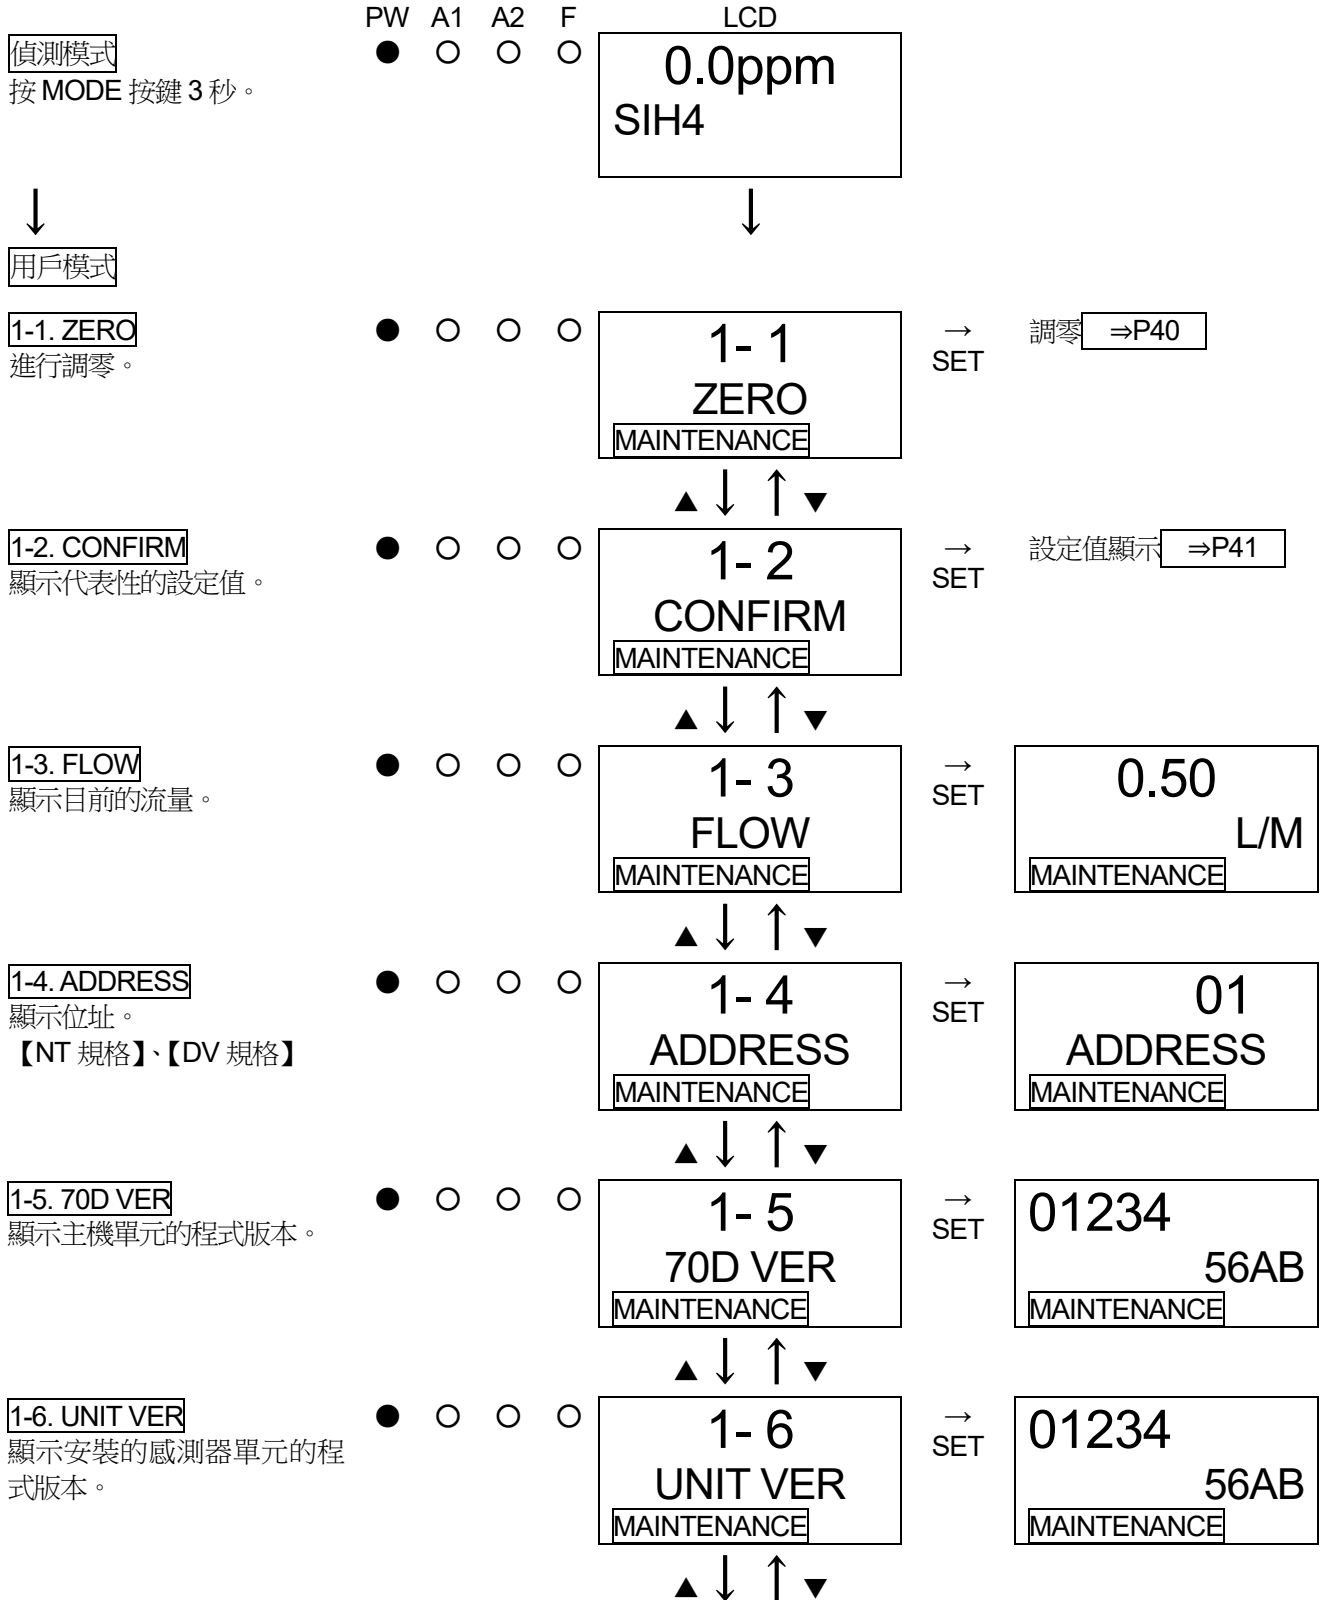 PW A1 A2 F LCD
偵測模式 ● ○ ○ ○ 0.0ppm
按 MODE 按鍵 3 秒。
SIH4
↓ ↓
用戶模式
1-1. ZERO ● ○ ○ ○ 1- 1 → 調零 ⇒P40
進行調零。 SET
ZERO
MAINTENANCE
▲ ↓ ↑ ▼
1-2. CONFIRM ● ○ ○ ○ 1- 2 → 設定值顯示 ⇒P41
顯示代表性的設定值。 SET
CONFIRM
MAINTENANCE
▲ ↓ ↑ ▼
1-3. FLOW ● ○ ○ ○ 1- 3 → 0.50
顯示目前的流量。 SET
FLOW L/M
MAINTENANCE MAINTENANCE
▲ ↓ ↑ ▼
1-4. ADDRESS ● ○ ○ ○ 1- 4 → 01
顯示位址。 SET
【NT 規格】、【DV 規格】 ADDRESS ADDRESS
MAINTENANCE MAINTENANCE
▲ ↓ ↑ ▼
1-5. 70D VER ● ○ ○ ○ 1- 5 → 01234
顯示主機單元的程式版本。 SET
70D VER 56AB
MAINTENANCE MAINTENANCE
▲ ↓ ↑ ▼
1-6. UNIT VER ● ○ ○ ○ 1- 6 → 01234
顯示安裝的感測器單元的程 SET
式版本。 UNIT VER 56AB
MAINTENANCE MAINTENANCE
▲ ↓ ↑ ▼